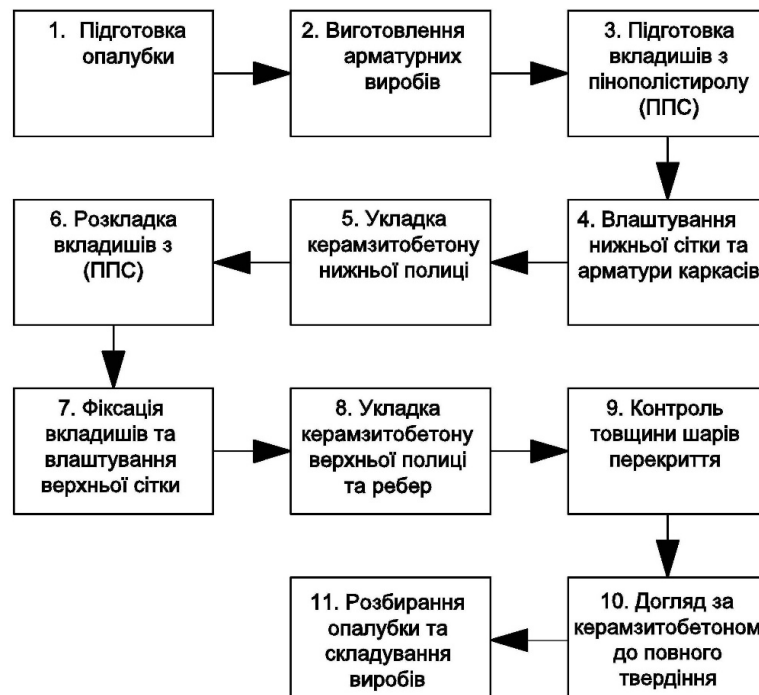 1. Підготовка
опалубки
2. Виготовлення
арматурних
виробів
3. Підготовка
вкладишів з
пінополістиролу
(ППС)
4. Влаштування
нижньої сітки та
арматури каркасів
5. Укладка
керамзитобетону
нижньої полиці
6. Розкладка
вкладишів з
(ППС)
7. Фіксація
вкладишів та
влаштування
верхньої сітки
8. Укладка
керамзитобетону
верхньої полиці
та ребер
9. Контроль
товщини шарів
перекриття
10. Догляд за
керамзитобетоном
до повного
твердіння
11. Розбирання
опалубки та
складування
виробів